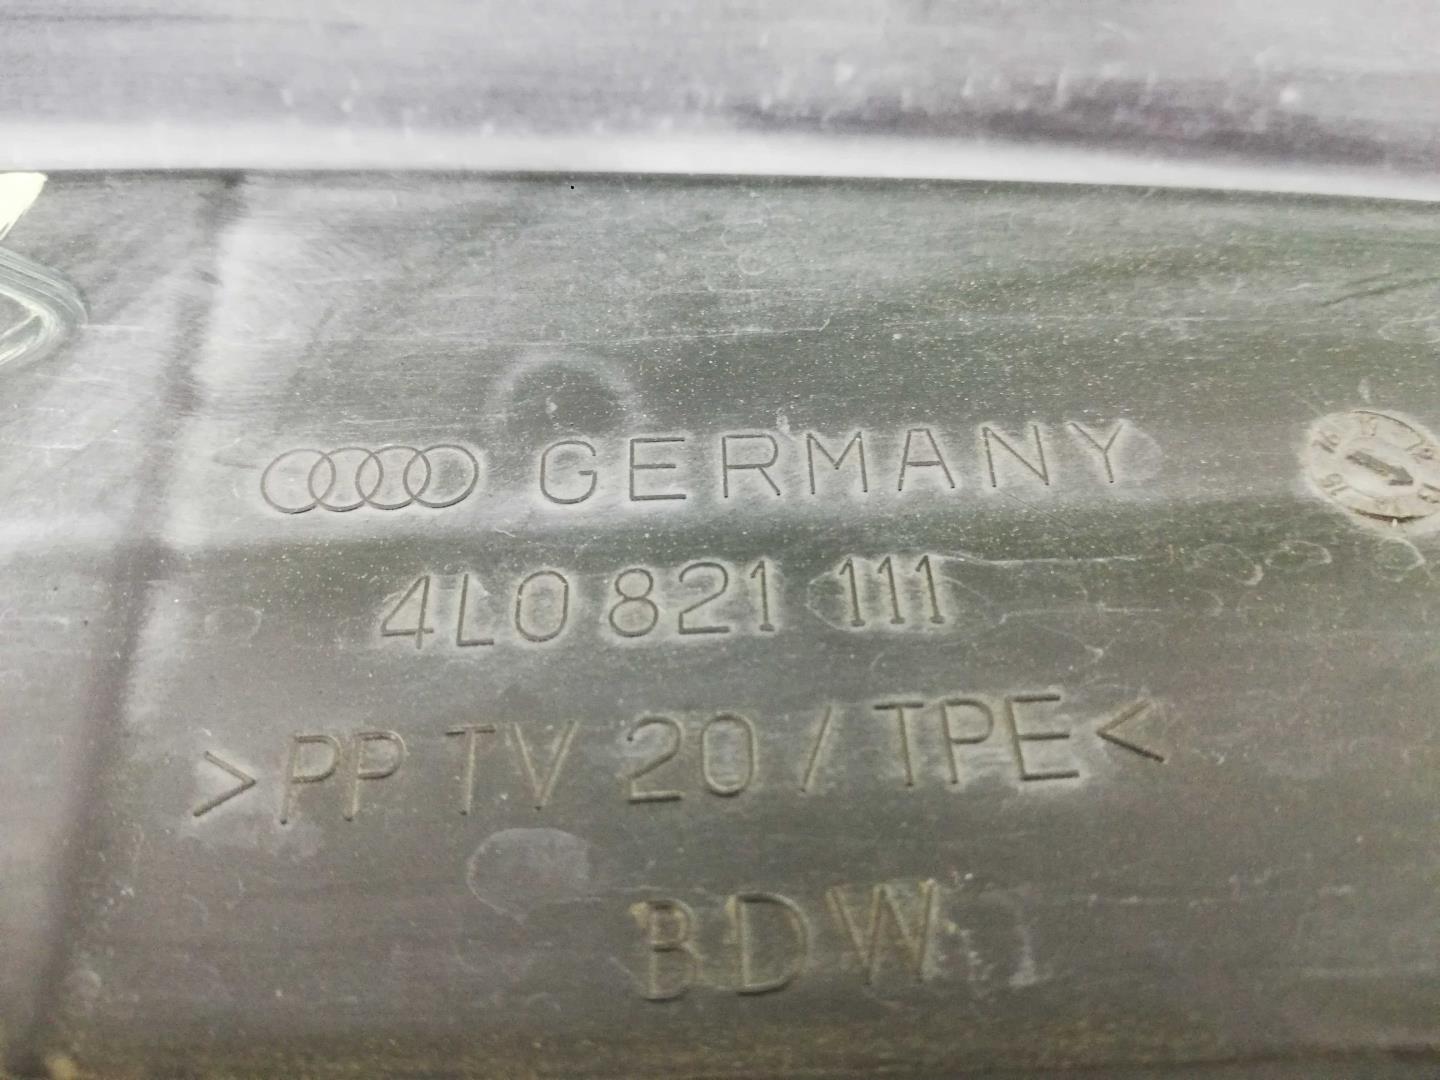 GERMANY
4L0 821 111
>PP TV 20 / TPE<
BDW